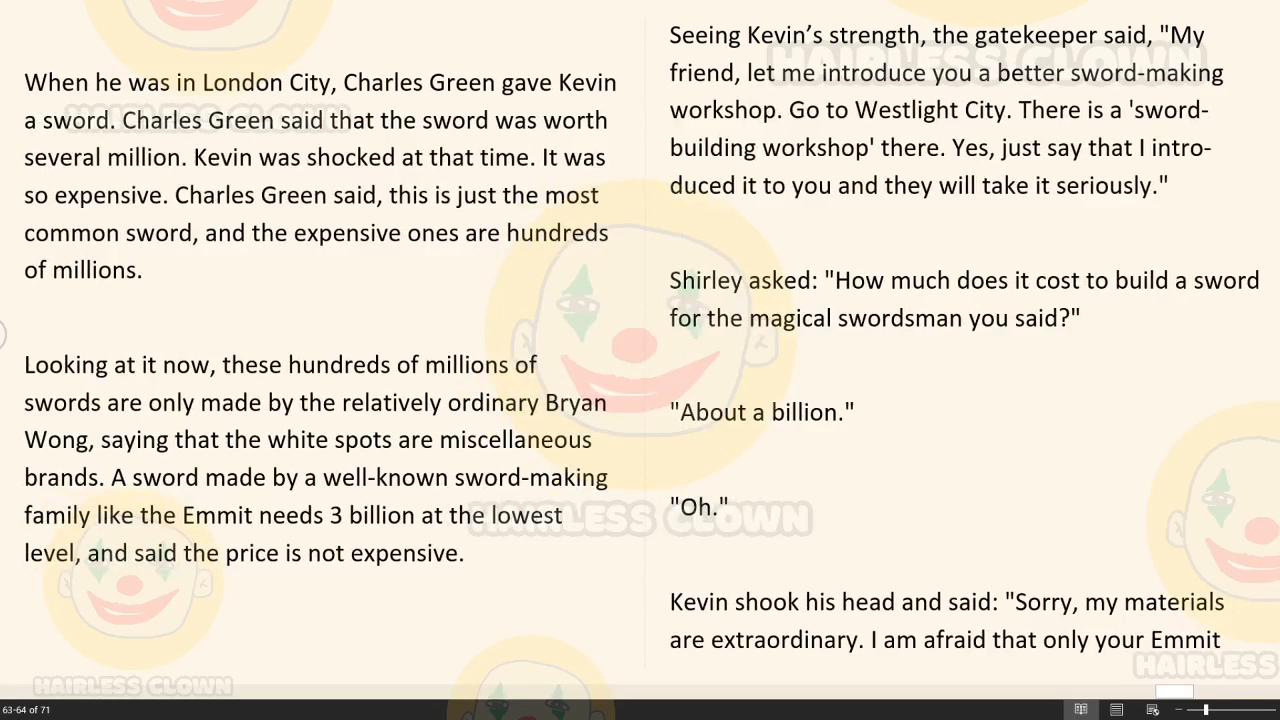 When he was in London City, Charles Green gave Kevin
a sword. Charles Green said that the sword was worth
several million. Kevin was shocked at that time. It was
so expensive. Charles Green said, this is just the most
common sword, and the expensive ones are hundreds
of millions.
Looking at it now, these hundreds of millions of
swords are only made by the relatively ordinary Bryan
Wong, saying that the white spots are miscellaneous
brands. A sword made by a well-known sword-making
family like the Emmit needs 3 billion at the lowest
level, and said the price is not expensive.
Seeing Kevin’s strength, the gatekeeper said, "My
friend, let me introduce you a better sword-making
workshop. Go to Westlight City. There is a 'sword-
building workshop' there. Yes, just say that I intro-
duced it to you and they will take it seriously."
Shirley asked: "How much does it cost to build a sword
for the magical swordsman you said?"
"About a billion."
"Oh."
Kevin shook his head and said: "Sorry, my materials
are extraordinary. I am afraid that only your Emmit
HAIRLESS CLOWN
HAIRLESS CLOWN
HAIRLESS CLOWN
HAIRLESS CLOWN
HAIRLESS
63-64 of 71